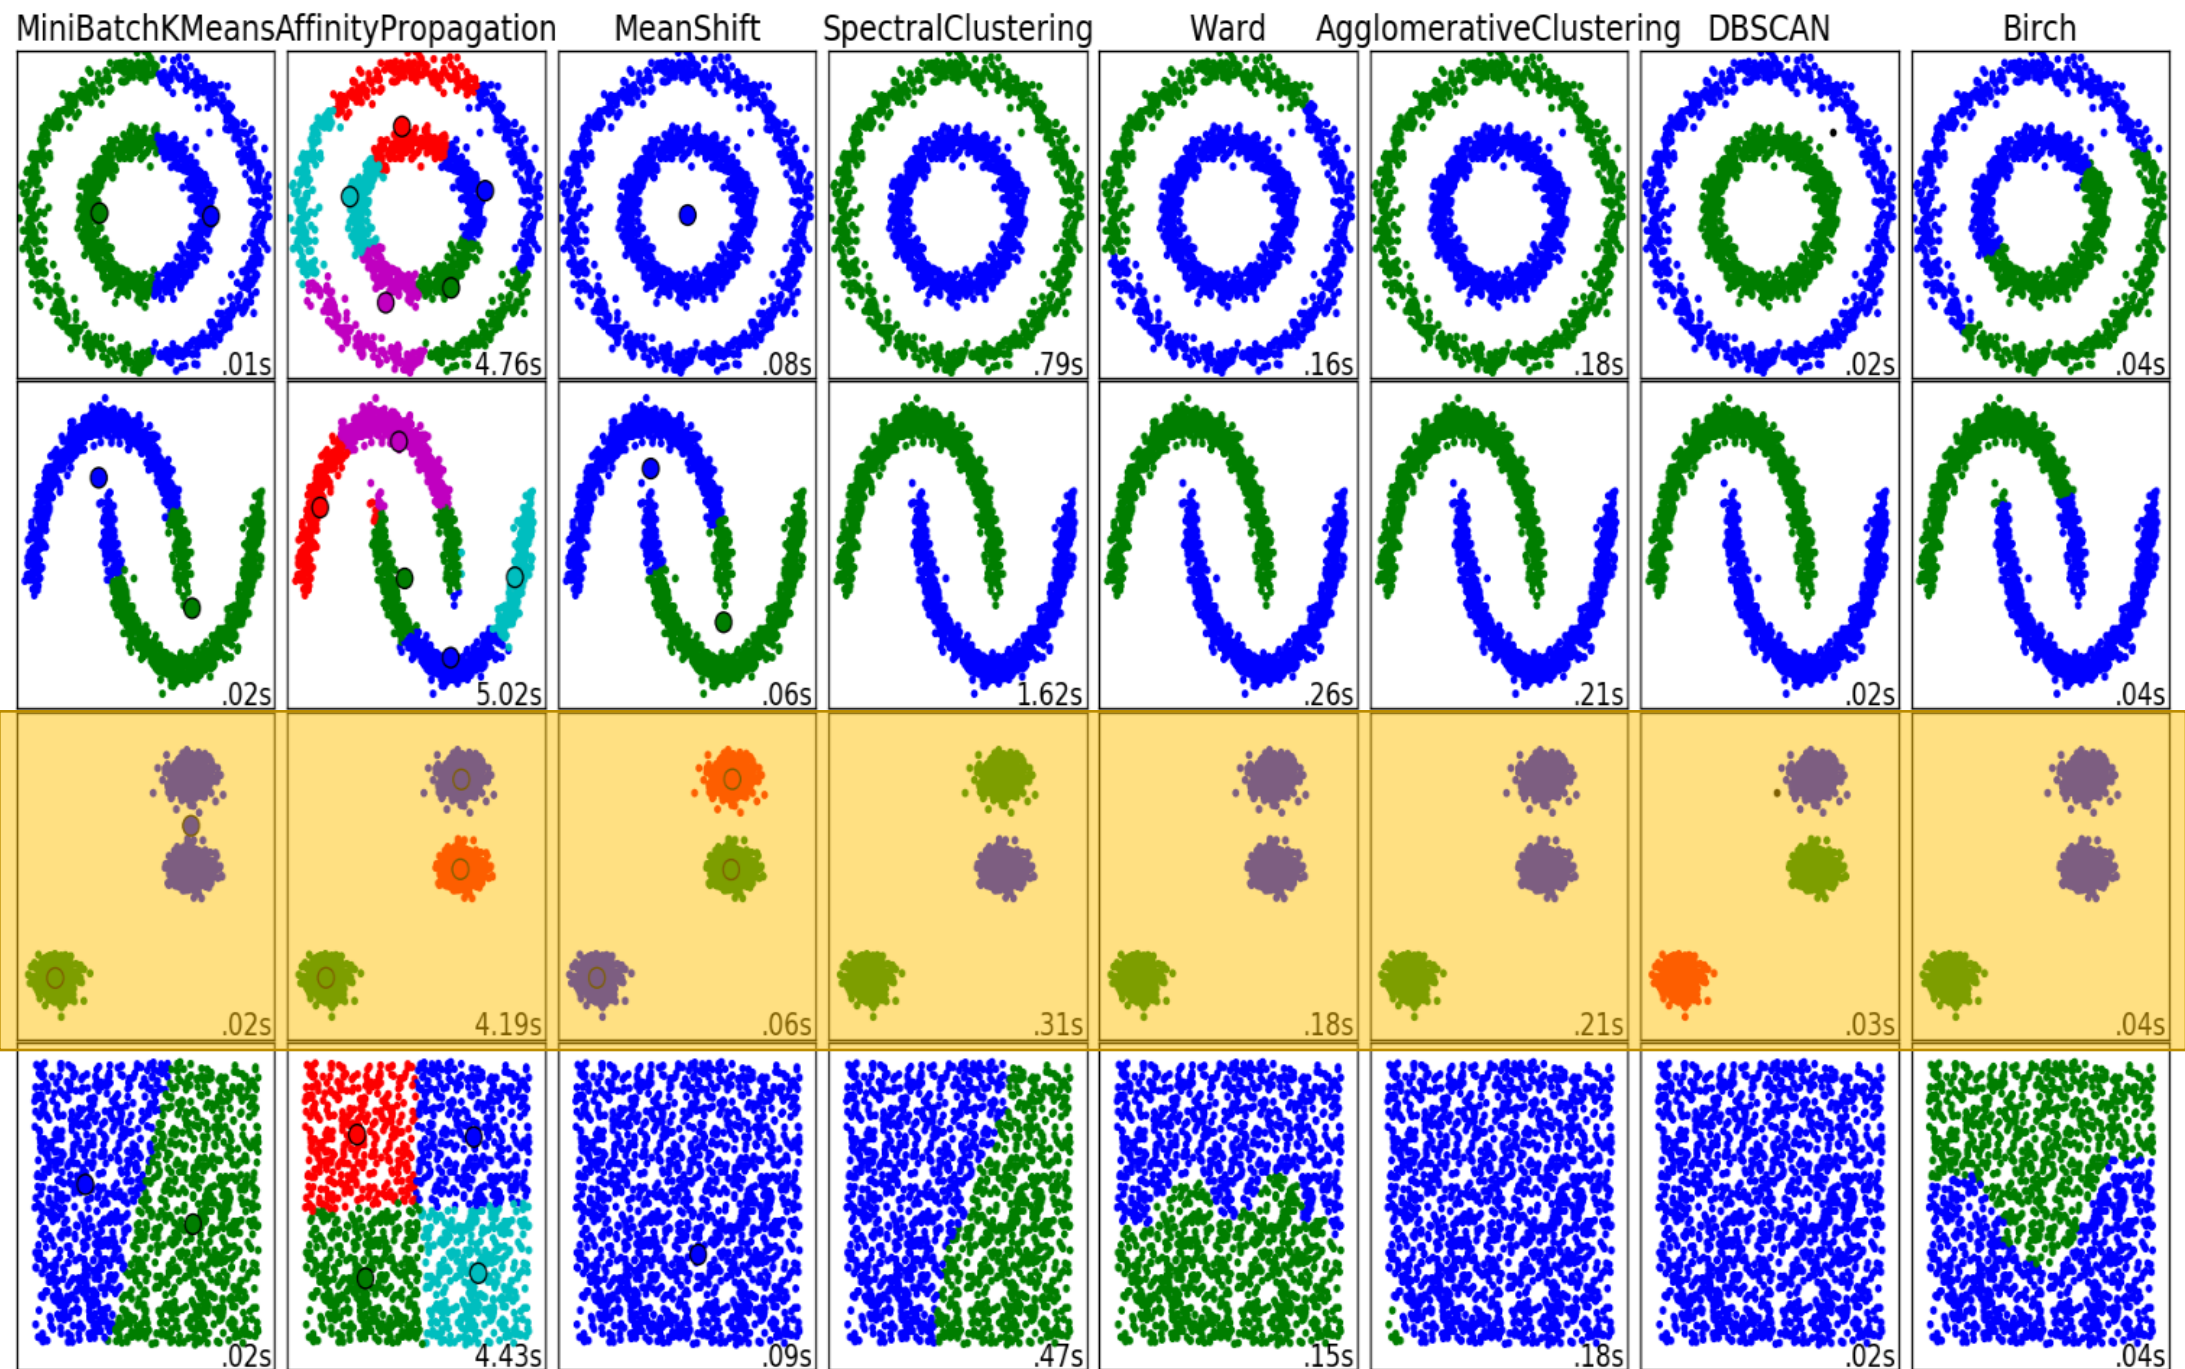 MiniBatchKMeans AffinityPropagation MeanShift SpectralClustering Ward AgglomerativeClustering DBSCAN Birch
.01s 4.76s .08s .79s .16s .18s .02s .04s
.02s 5.02s .06s 1.62s .26s .21s .02s .04s
.02s 4.19s .06s .31s .18s .21s .03s .04s
.02s 4.43s .09s .47s .15s .18s .02s .04s